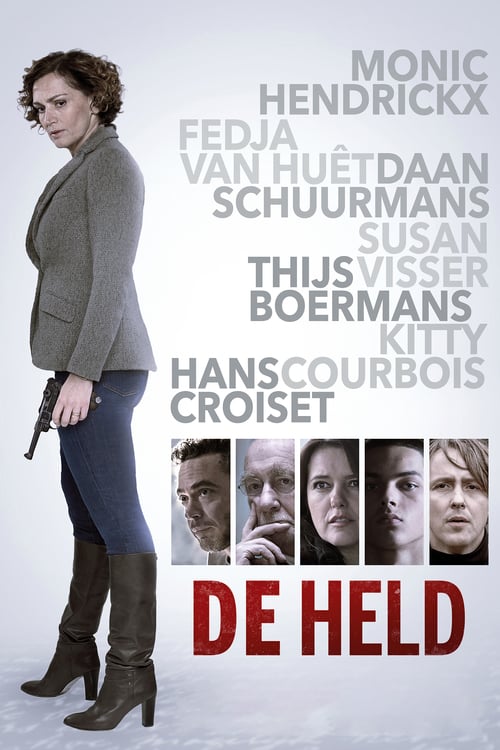 MONIC
HENDRICKX
FEDJA
VAN HUÊT DAAN
SCHUURMANS
SUSAN
THIJS VISSER
BOERMANS
KITTY
HANS COURBOIS
CROISET
DE HELD